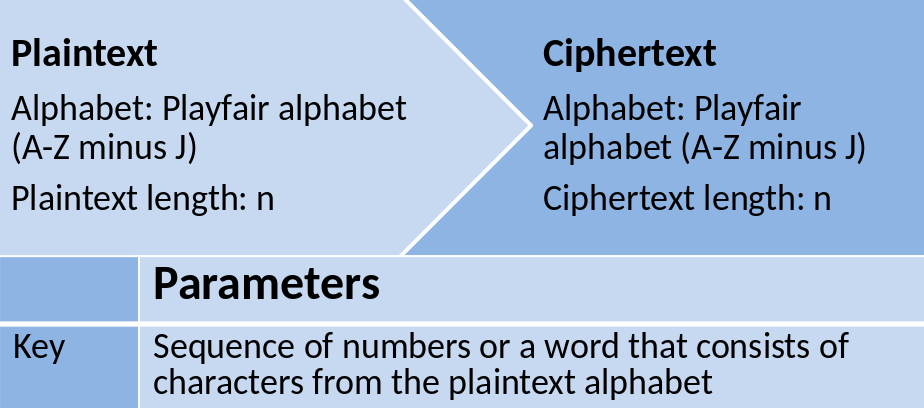 Plaintext
Alphabet: Playfair alphabet
(A-Z minus J)
Plaintext length: n
Ciphertext
Alphabet: Playfair
alphabet (A-Z minus J)
Ciphertext length: n
Parameters
Key
Sequence of numbers or a word that consists of
characters from the plaintext alphabet